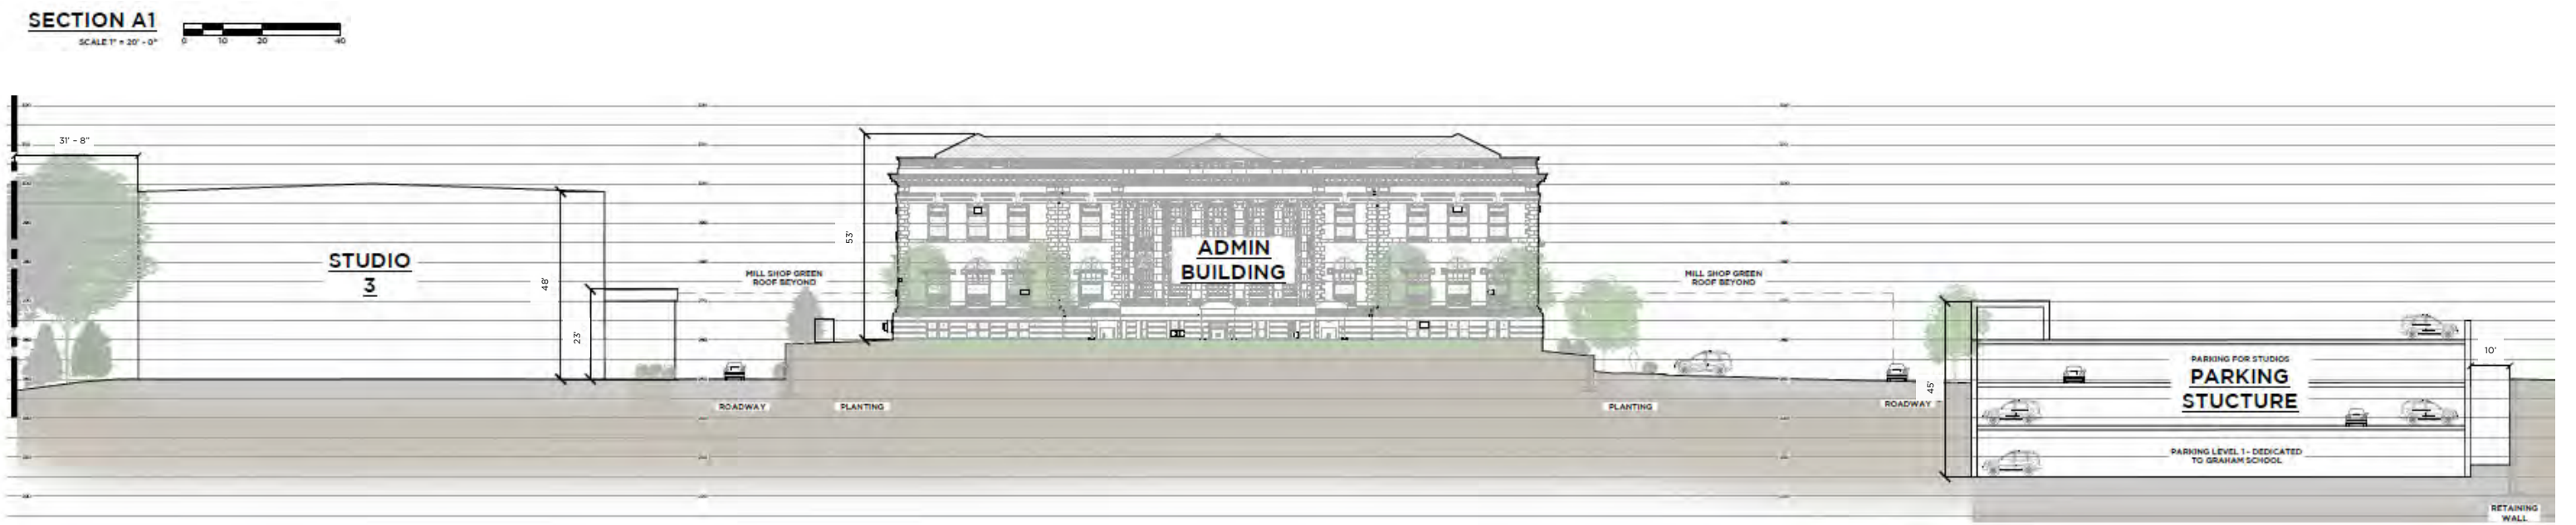 SECTION A1
SCALE 1" = 20' - 0"
0 10 20 40
31' - 8"
STUDIO
3
48'
23'
MILL SHOP GREEN
ROOF BEYOND
53'
ADMIN
BUILDING
MILL SHOP GREEN
ROOF BEYOND
ROADWAY
PLANTING
PLANTING
ROADWAY
45'
PARKING FOR STUDIOS
PARKING
STUCTURE
PARKING LEVEL 1 - DEDICATED
TO GRAHAM SCHOOL
10'
RETAINING
WALL